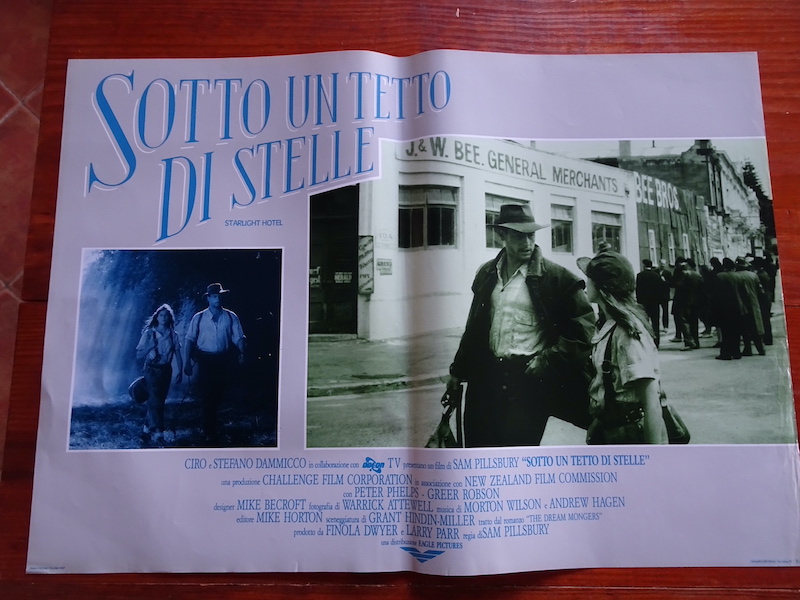 SOTTO UN TETTO
DI STELLE
STARLIGHT HOTEL
J. & W. BEE. GENERAL MERCHANTS
BEE BROS.
HERALD
CIRO E STEFANO DAMMICCO in collaborazione con ODEON TV presentano un film di SAM PILLSBURY "SOTTO UN TETTO DI STELLE"
una produzione CHALLENGE FILM CORPORATION in associazione con NEW ZEALAND FILM COMMISSION
con PETER PHELPS - GREER ROBSON
designer MIKE BECROFT fotografia di WARRICK ATTEWELL musica di MORTON WILSON e ANDREW HAGEN
editore MIKE HORTON sceneggiatura di GRANT HINDIN-MILLER tratto dal romanzo "THE DREAM MONGERS"
prodotto da FINOLA DWYER e LARRY PARR regia di SAM PILLSBURY
una distribuzione EAGLE PICTURES